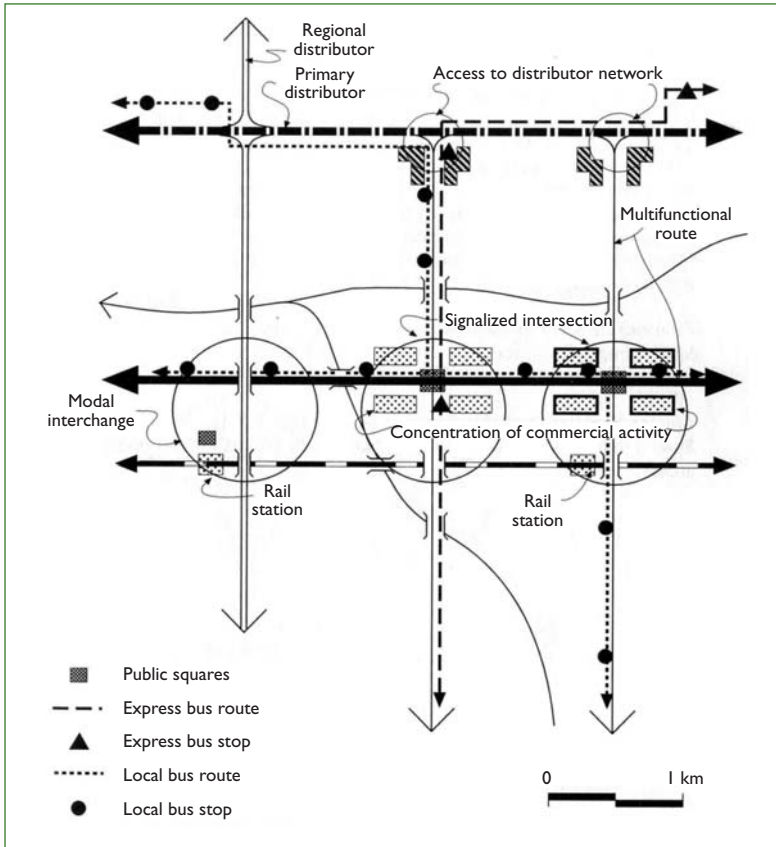 Regional
distributor
Primary
distributor
Access to distributor network
Multifunctional
route
Signalized intersection
Modal
interchange
Concentration of commercial activity
Rail
station
Rail
station
Public squares
Express bus route
Express bus stop
Local bus route
Local bus stop
0 1 km